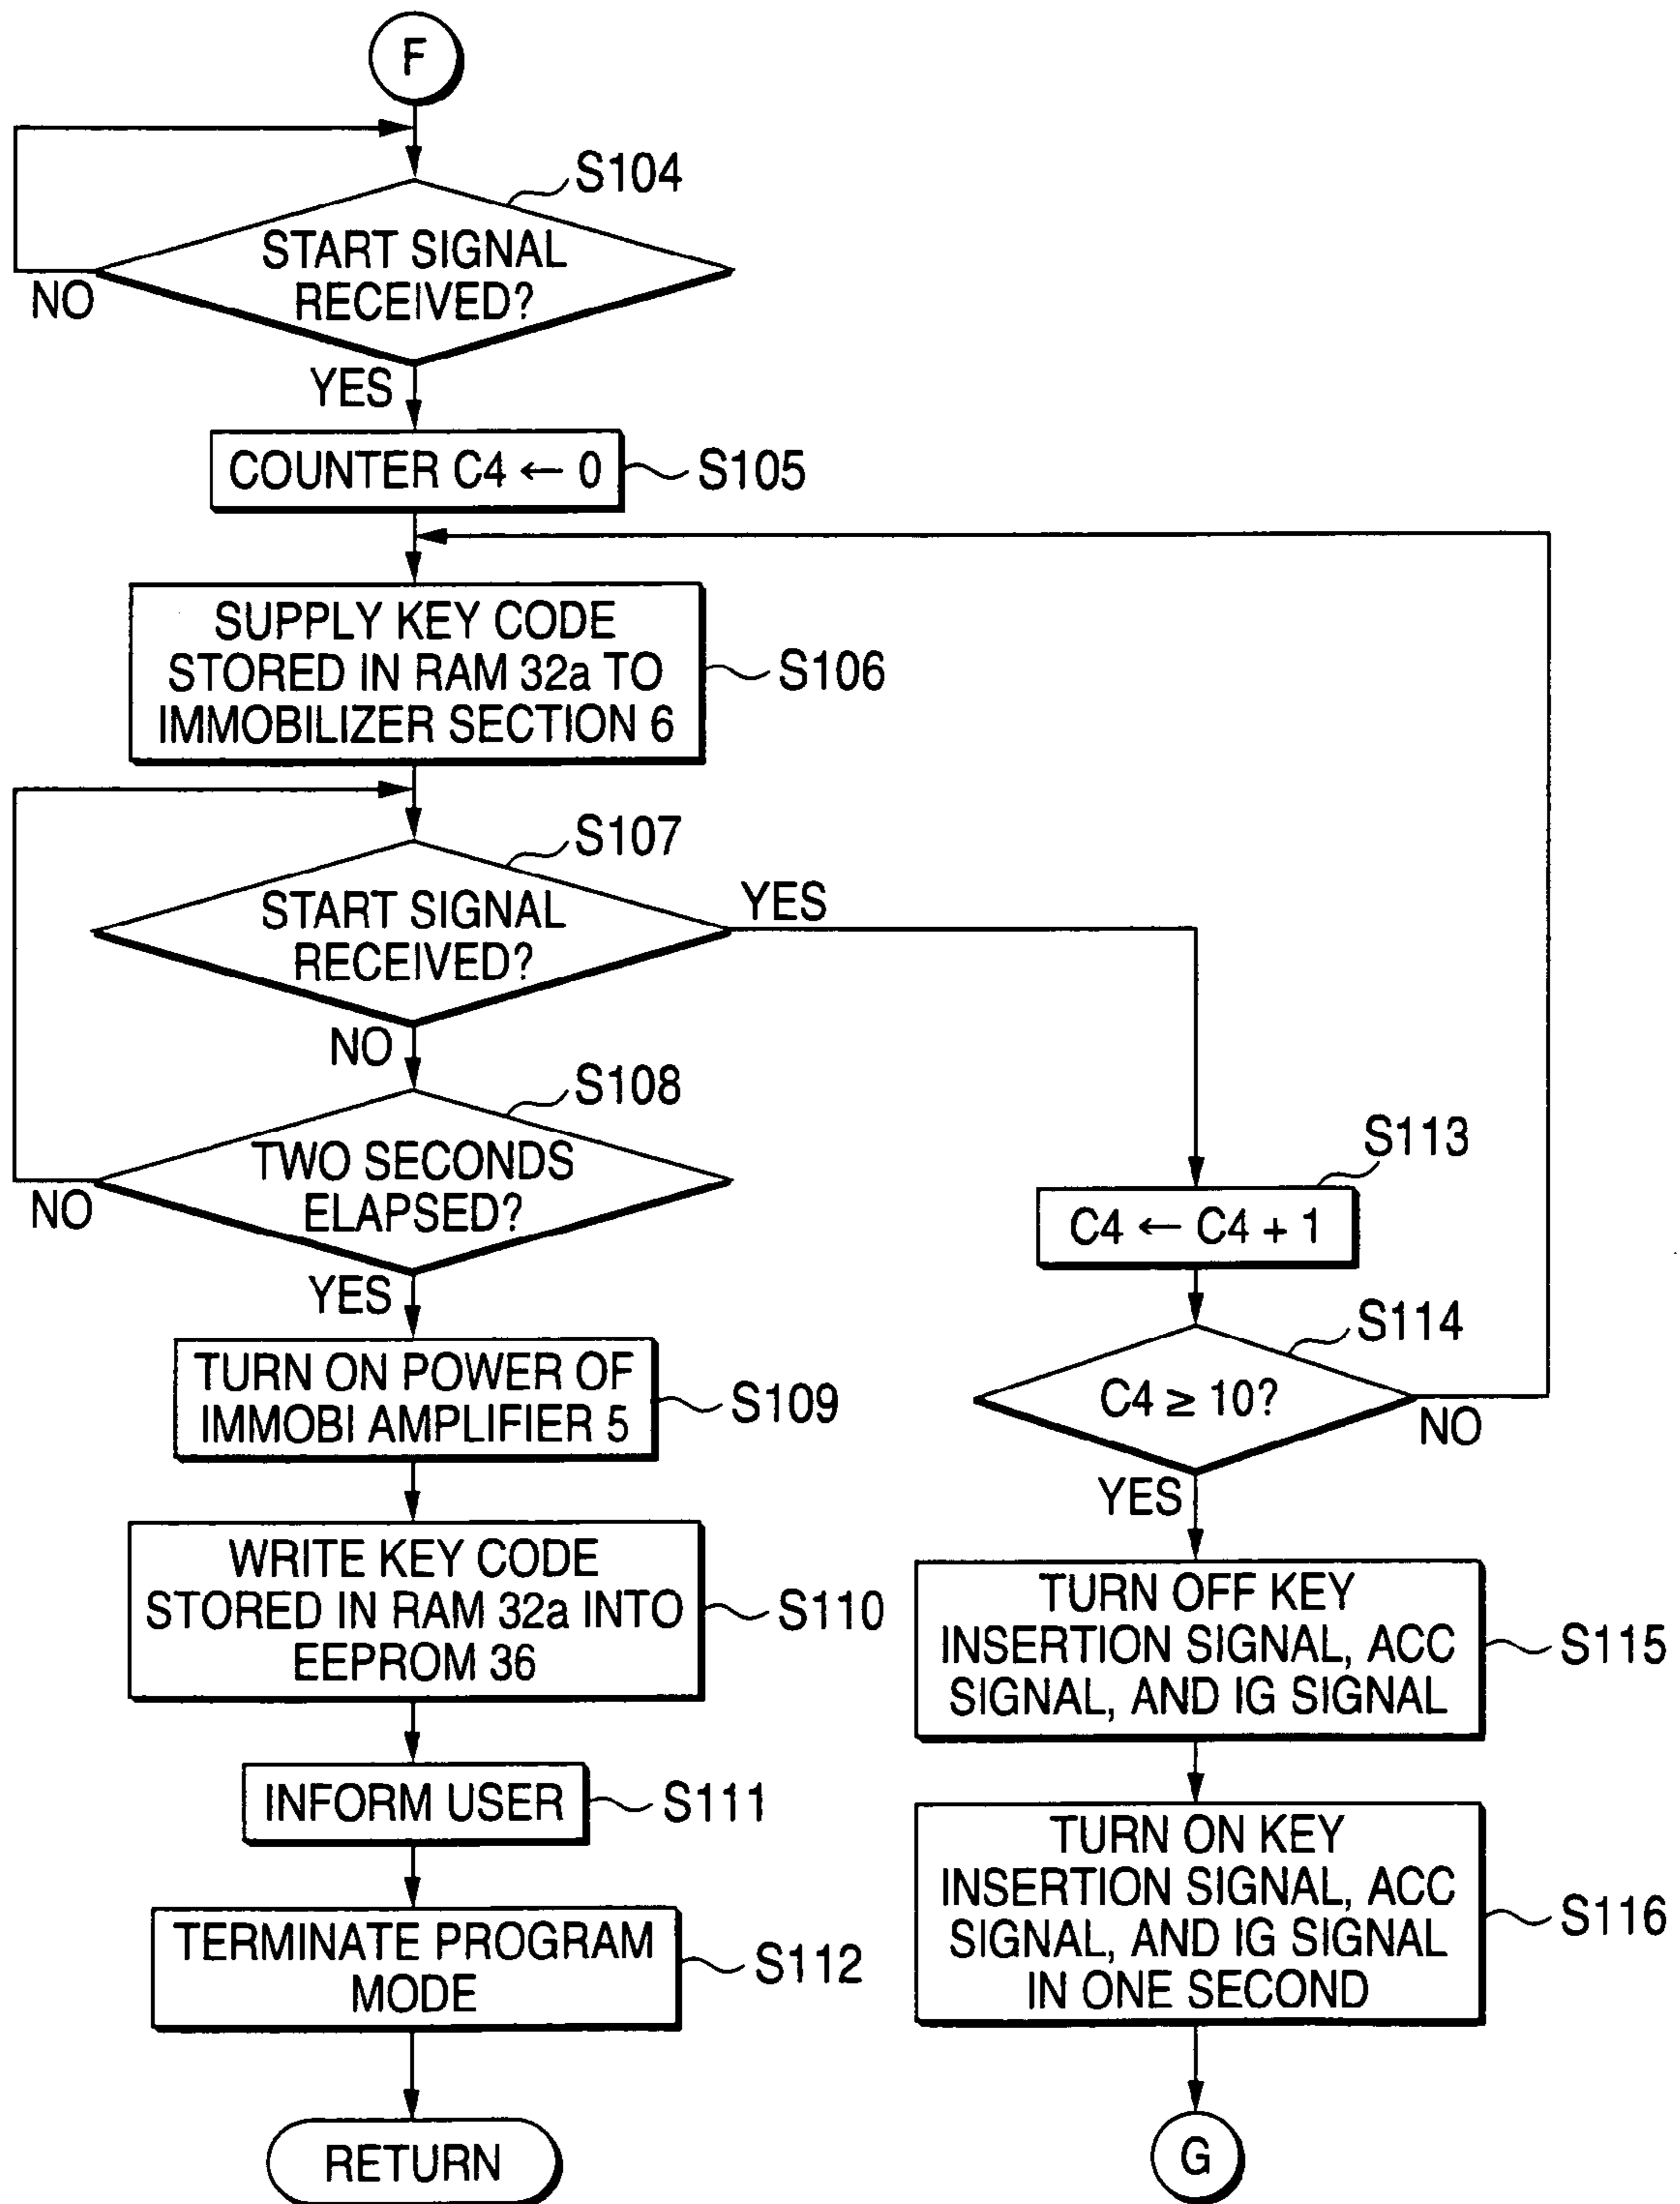 F
S104
START SIGNAL
RECEIVED?
NO
YES
COUNTER C4 ← 0
S105
SUPPLY KEY CODE
STORED IN RAM 32a TO
IMMOBILIZER SECTION 6
S106
S107
START SIGNAL
RECEIVED?
YES
NO
S108
TWO SECONDS
ELAPSED?
NO
YES
TURN ON POWER OF
IMMOBI AMPLIFIER 5
S109
WRITE KEY CODE
STORED IN RAM 32a INTO
EEPROM 36
S110
INFORM USER
S111
TERMINATE PROGRAM
MODE
S112
RETURN
S113
C4 ← C4 + 1
S114
C4 ≥ 10?
NO
YES
TURN OFF KEY
INSERTION SIGNAL, ACC
SIGNAL, AND IG SIGNAL
S115
TURN ON KEY
INSERTION SIGNAL, ACC
SIGNAL, AND IG SIGNAL
IN ONE SECOND
S116
G